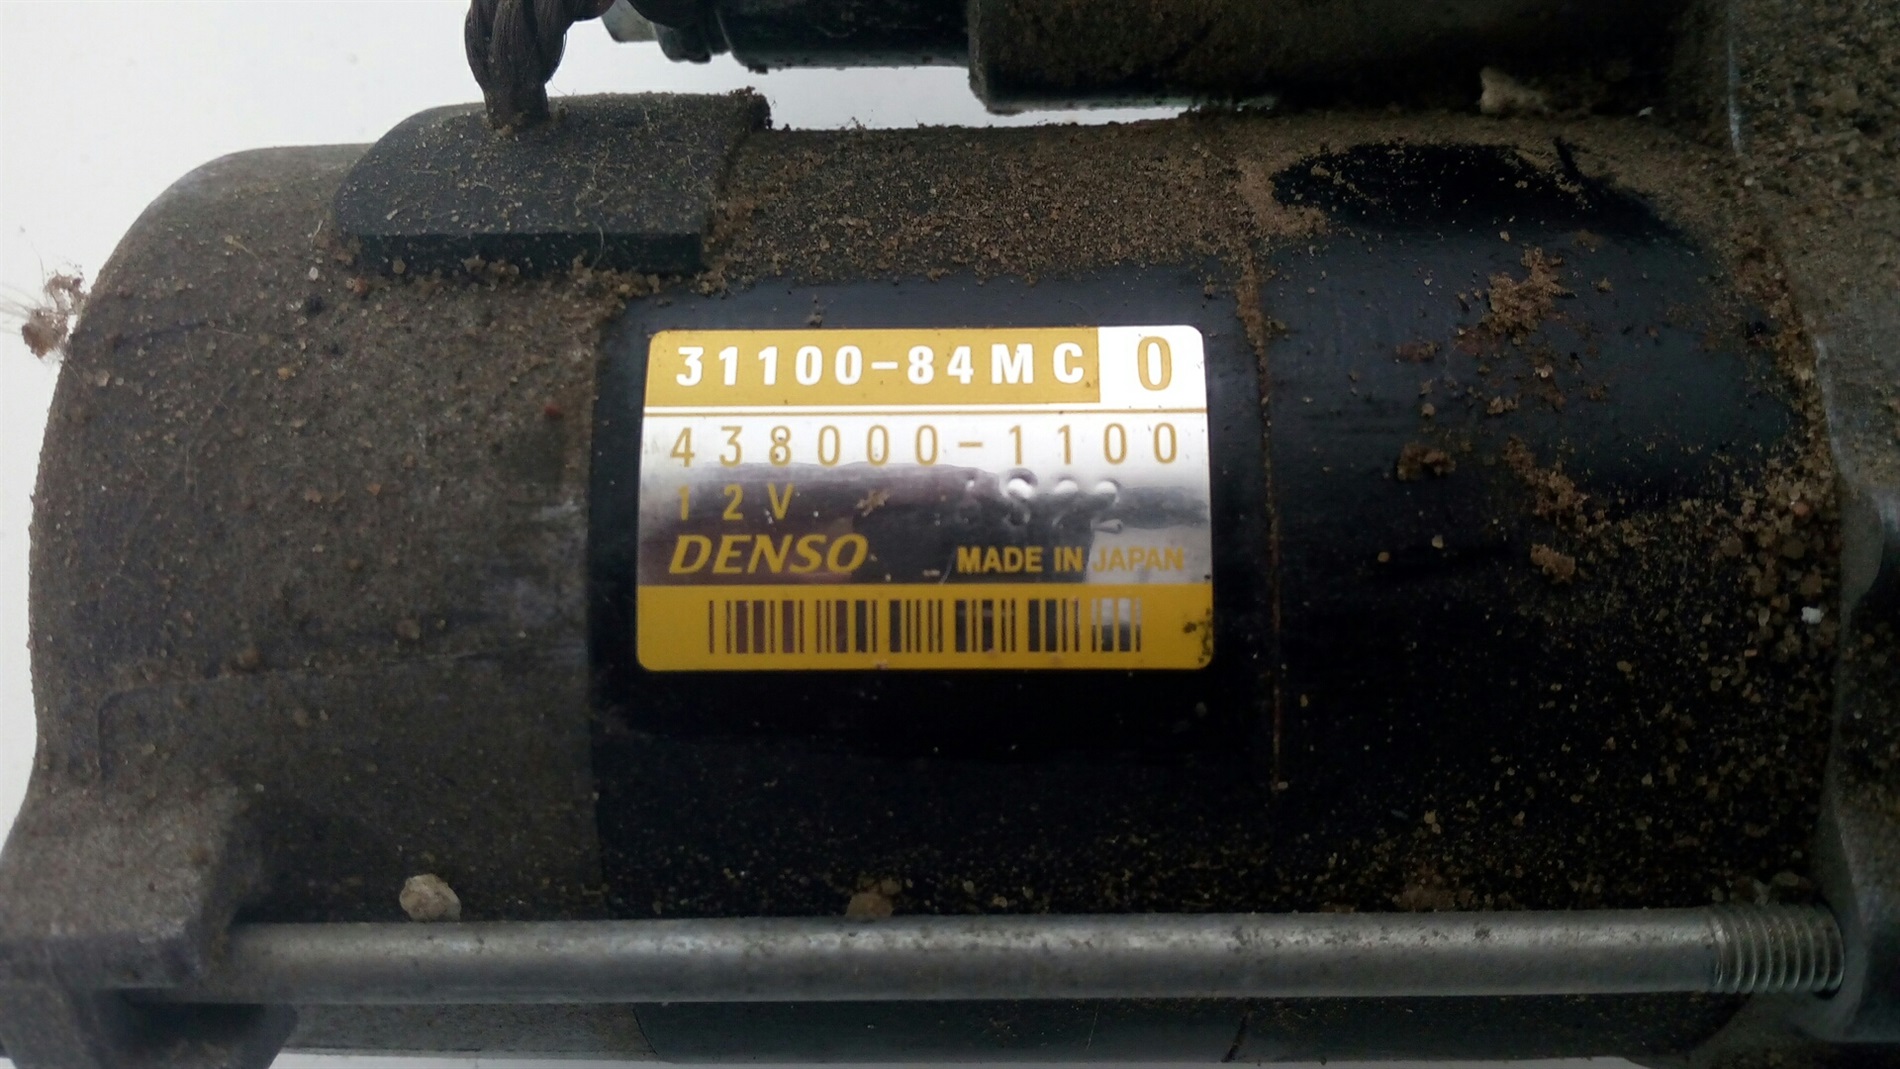 31100-84MC 0
438000-1100
12V
DENSO MADE IN JAPAN